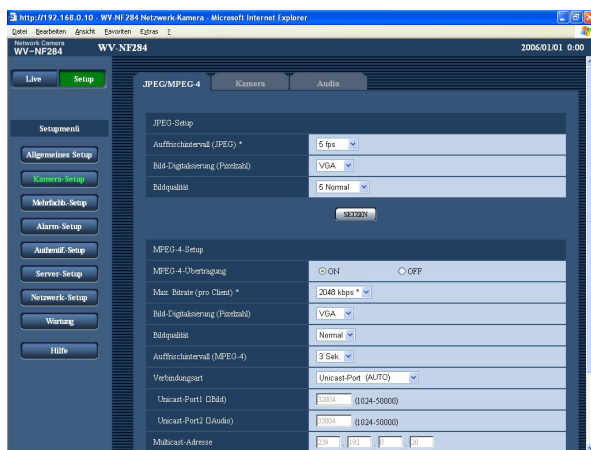 http://192.168.0.10 - WV-NF284 Netzwerk-Kamera - Microsoft Internet Explorer
Datei Bearbeiten Ansicht Favoriten Extras ?
Network Camera
WV-NF284
WV-NF284
2006/01/01 0:00
Live Setup
JPEG/MPEG-4 Kamera Audio
Setupmenü
Allgemeines Setup
Kamera-Setup
Mehrfachb.-Setup
Alarm-Setup
Authentif.-Setup
Server-Setup
Netzwerk-Setup
Wartung
Hilfe
JPEG-Setup
Auffrischintervall (JPEG) * 5 fps
Bild-Digitalisierung (Pixelzahl) VGA
Bildqualität 5 Normal
SETZEN
MPEG-4-Setup
MPEG-4-Übertragung ON OFF
Max. Bitrate (pro Client) * 2048 kbps *
Bild-Digitalisierung (Pixelzahl) VGA
Bildqualität Normal
Auffrischintervall (MPEG-4) 3 Sek.
Verbindungsart Unicast-Port (AUTO)
Unicast-Port1 □Bild) 32004 (1024-50000)
Unicast-Port2 □Audio) 33004 (1024-50000)
Multicast-Adresse 239 . 192 . 0 . 20